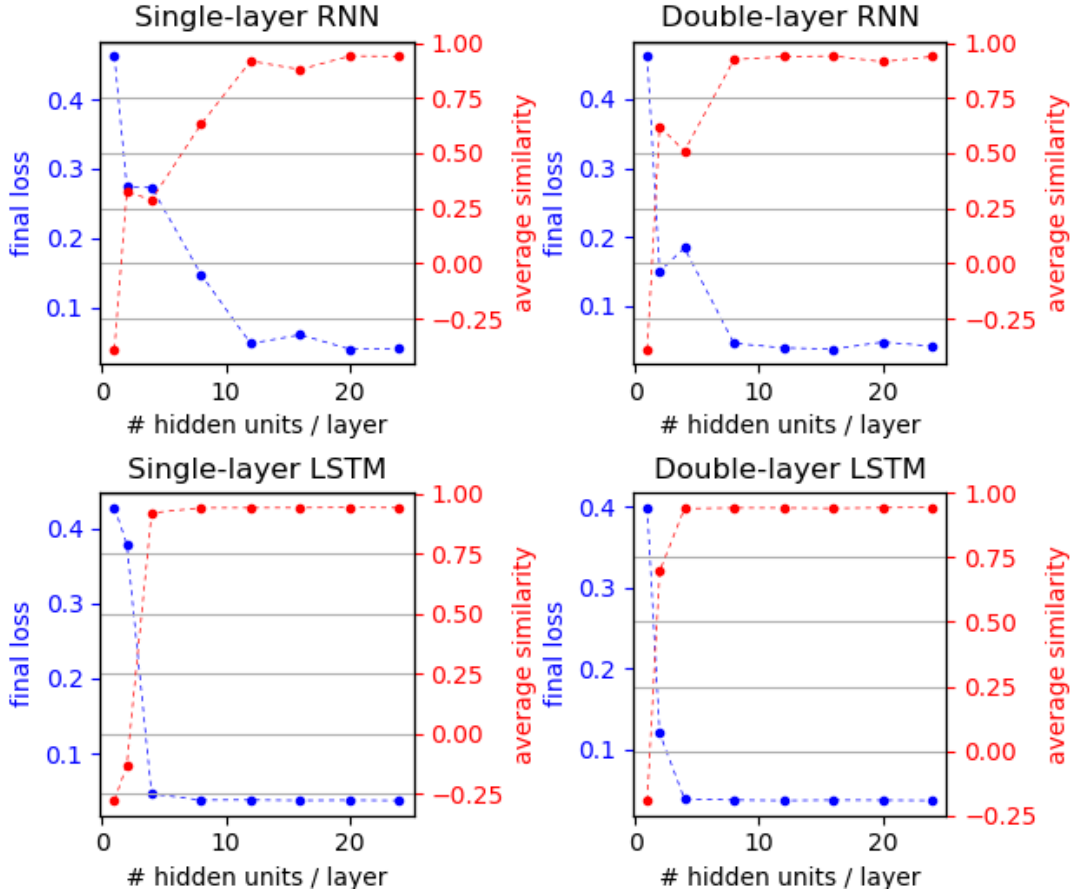 Single-layer RNN
final loss
0.4
0.3
0.2
0.1
1.00
0.75
0.50
0.25
0.00
−0.25
average similarity
0 10 20
# hidden units / layer
Double-layer RNN
final loss
0.4
0.3
0.2
0.1
1.00
0.75
0.50
0.25
0.00
−0.25
average similarity
0 10 20
# hidden units / layer
Single-layer LSTM
final loss
0.4
0.3
0.2
0.1
1.00
0.75
0.50
0.25
0.00
−0.25
average similarity
0 10 20
# hidden units / layer
Double-layer LSTM
final loss
0.4
0.3
0.2
0.1
1.00
0.75
0.50
0.25
0.00
−0.25
average similarity
0 10 20
# hidden units / layer